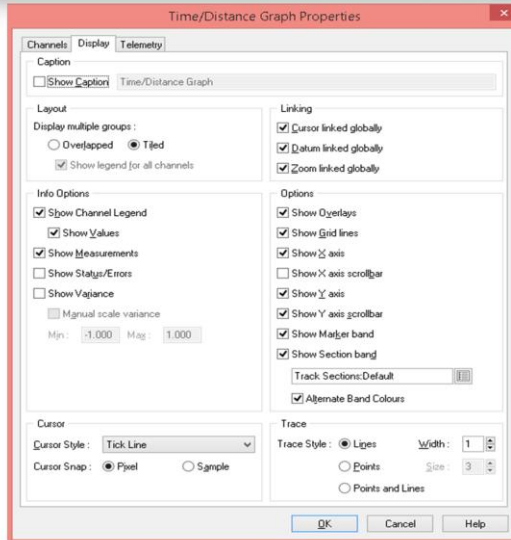 Time/Distance Graph Properties
x
Channels Display Telemetry
Caption
Show Caption Time/Distance Graph
Layout
Display multiple groups :
Overlapped Tiled
Show legend for all channels
Linking
Cursor linked globally
Datum linked globally
Zoom linked globally
Info Options
Show Channel Legend
Show Values
Show Measurements
Show Status/Errors
Show Variance
Manual scale variance
Min : -1.000 Max : 1.000
Options
Show Overlays
Show Grid lines
Show X axis
Show X axis scrollbar
Show Y axis
Show Y axis scrollbar
Show Marker band
Show Section band
Track Sections:Default
Alternate Band Colours
Cursor
Cursor Style : Tick Line
Cursor Snap : Pixel Sample
Trace
Trace Style : Lines Width : 1
Points Size : 3
Points and Lines
OK Cancel Help